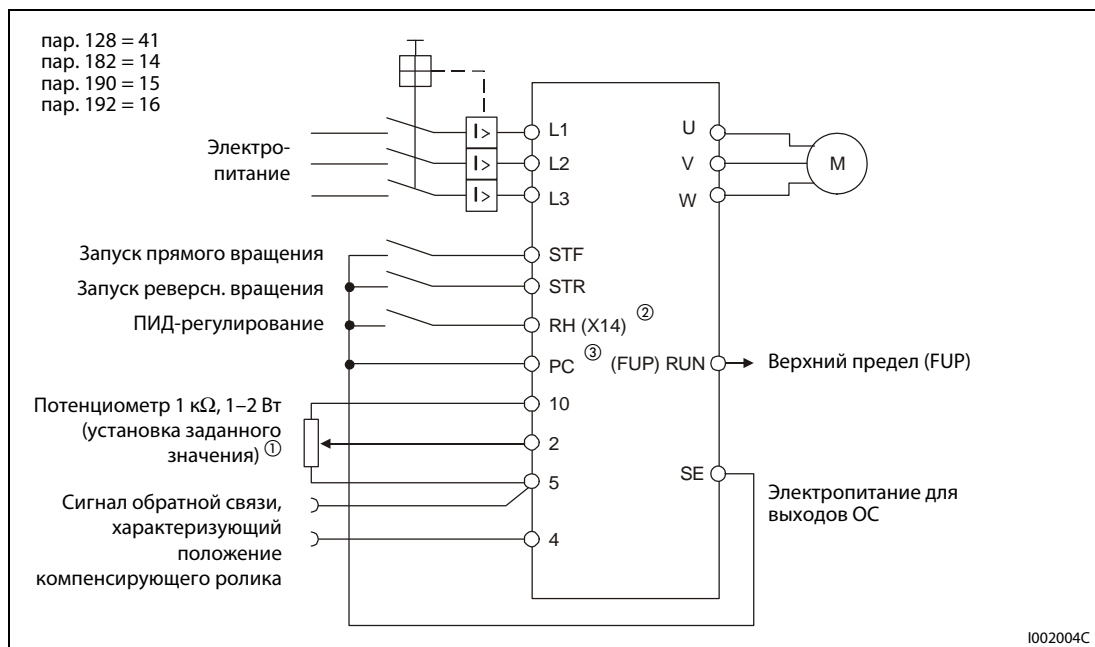 пар. 128 = 41
пар. 182 = 14
пар. 190 = 15
пар. 192 = 16
Электро-
питание
I>
I>
I>
L1
L2
L3
U
V
W
M
Запуск прямого вращения
STF
Запуск реверсн. вращения
STR
ПИД-регулирование
RH (X14) ②
PC ③
(FUP) RUN
Верхний предел (FUP)
Потенциометр 1 кΩ, 1–2 Вт
(установка заданного
значения) ①
10
2
5
Сигнал обратной связи,
характеризующий
положение
компенсирующего ролика
4
SE
Электропитание для
выходов ОС
I002004C